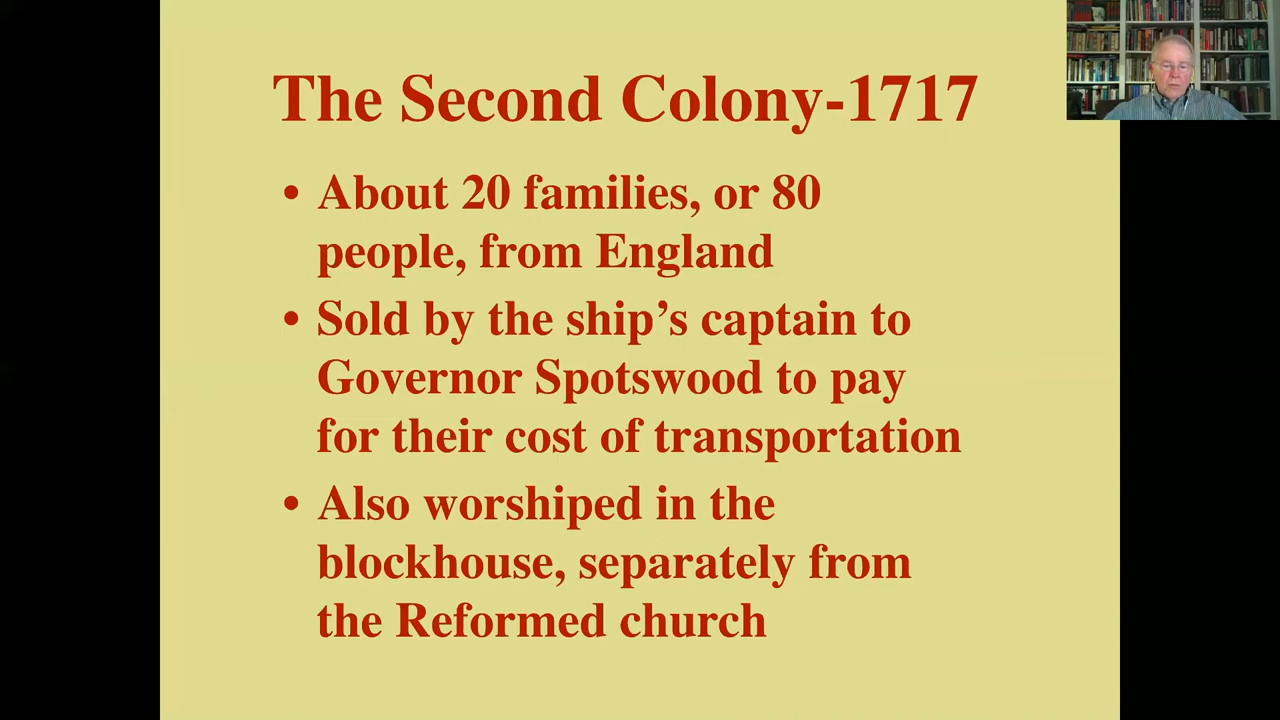 The Second Colony-1717
• About 20 families, or 80
people, from England
• Sold by the ship’s captain to
Governor Spotswood to pay
for their cost of transportation
• Also worshiped in the
blockhouse, separately from
the Reformed church